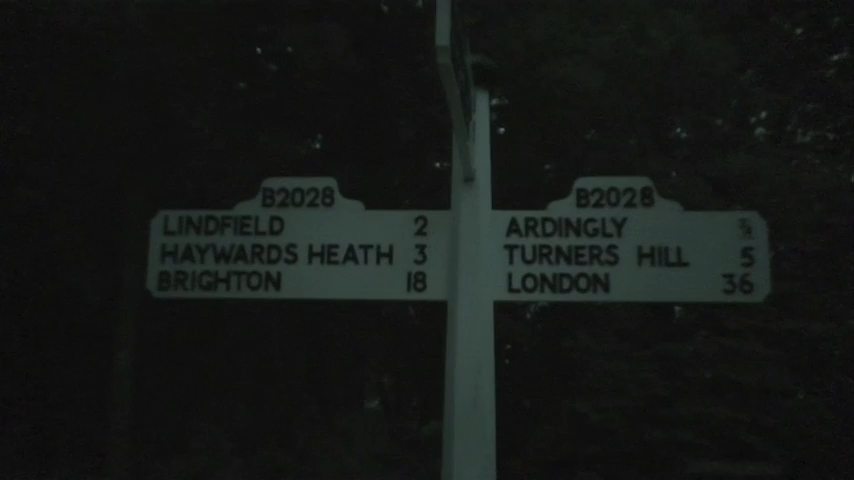 B2028
LINDFIELD 2
HAYWARDS HEATH 3
BRIGHTON 18
B2028
ARDINGLY
TURNERS HILL 5
LONDON 36